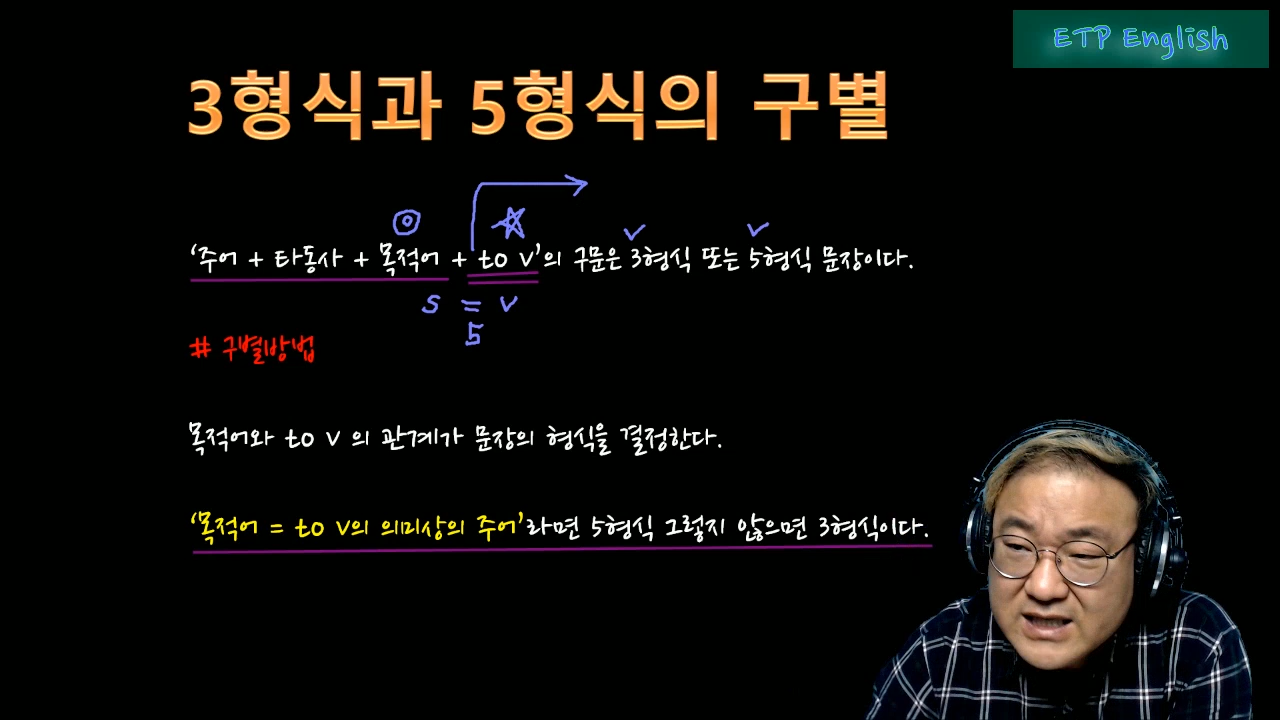 ETP English
3형식과 5형식의 구별
'주어 + 타동사 + 목적어 + to v'의 구문은 3형식 또는 5형식 문장이다.
S = V
5
# 구별방법
목적어와 to v 의 관계가 문장의 형식을 결정한다.
'목적어 = to v의 의미상의 주어'라면 5형식 그렇지 않으면 3형식이다.